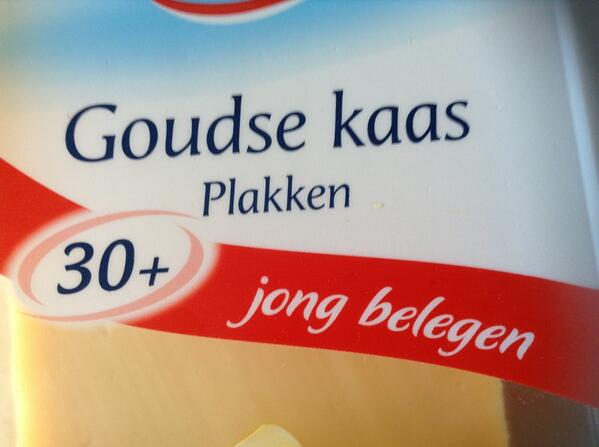 Goudse kaas
Plakken
30+
jong belegen